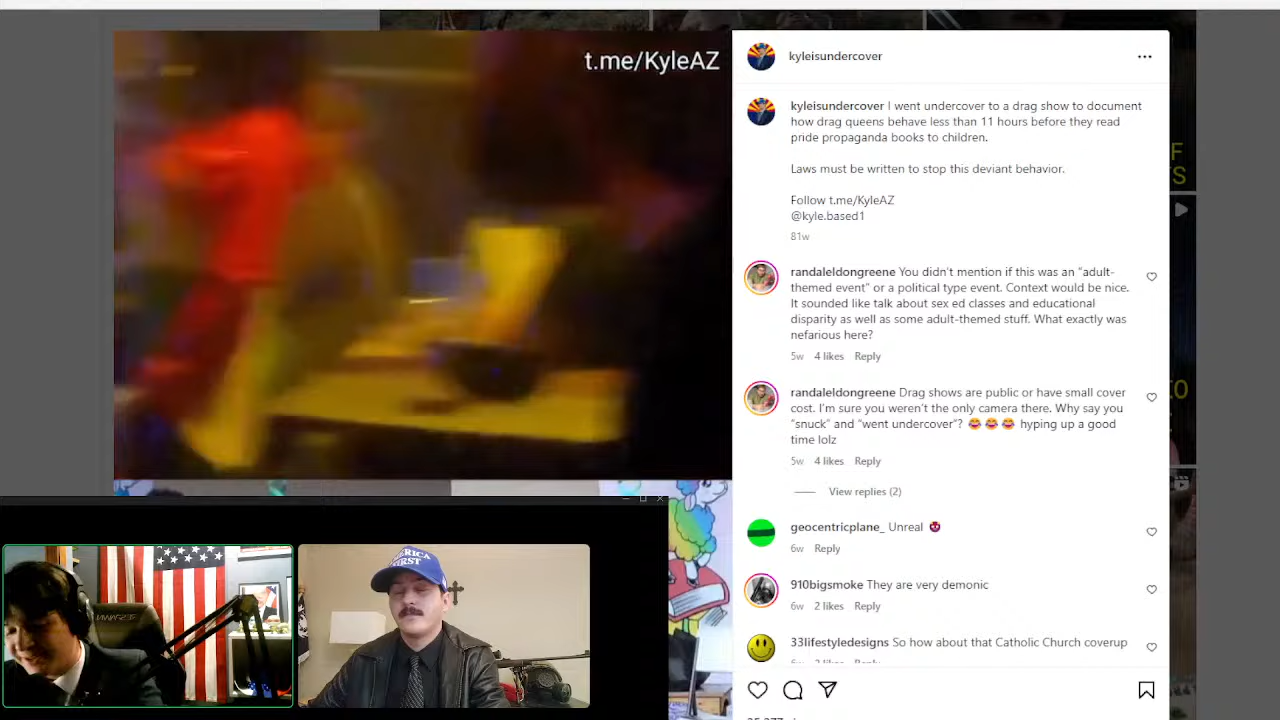 t.me/KyleAZ
kyleisundercover
kyleisundercover I went undercover to a drag show to document
how drag queens behave less than 11 hours before they read
pride propaganda books to children.
Laws must be written to stop this deviant behavior.
Follow t.me/KyleAZ
@kyle.based1
81w
randaleldongreene You didn't mention if this was an "adult-
themed event" or a political type event. Context would be nice.
It sounded like talk about sex ed classes and educational
disparity as well as some adult-themed stuff. What exactly was
nefarious here?
5w 4 likes Reply
randaleldongreene Drag shows are public or have small cover
cost. I'm sure you weren't the only camera there. Why say you
"snuck" and "went undercover"? 😂😂😂 hyping up a good
time lolz
5w 4 likes Reply
View replies (2)
geocentricplane_ Unreal
6w Reply
910bigsmoke They are very demonic
6w 2 likes Reply
33lifestyledesigns So how about that Catholic Church coverup
FIRST